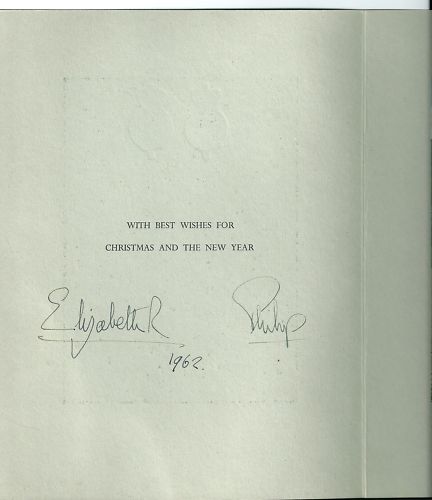 WITH BEST WISHES FOR
CHRISTMAS AND THE NEW YEAR
Elizabeth R Philip
1962.